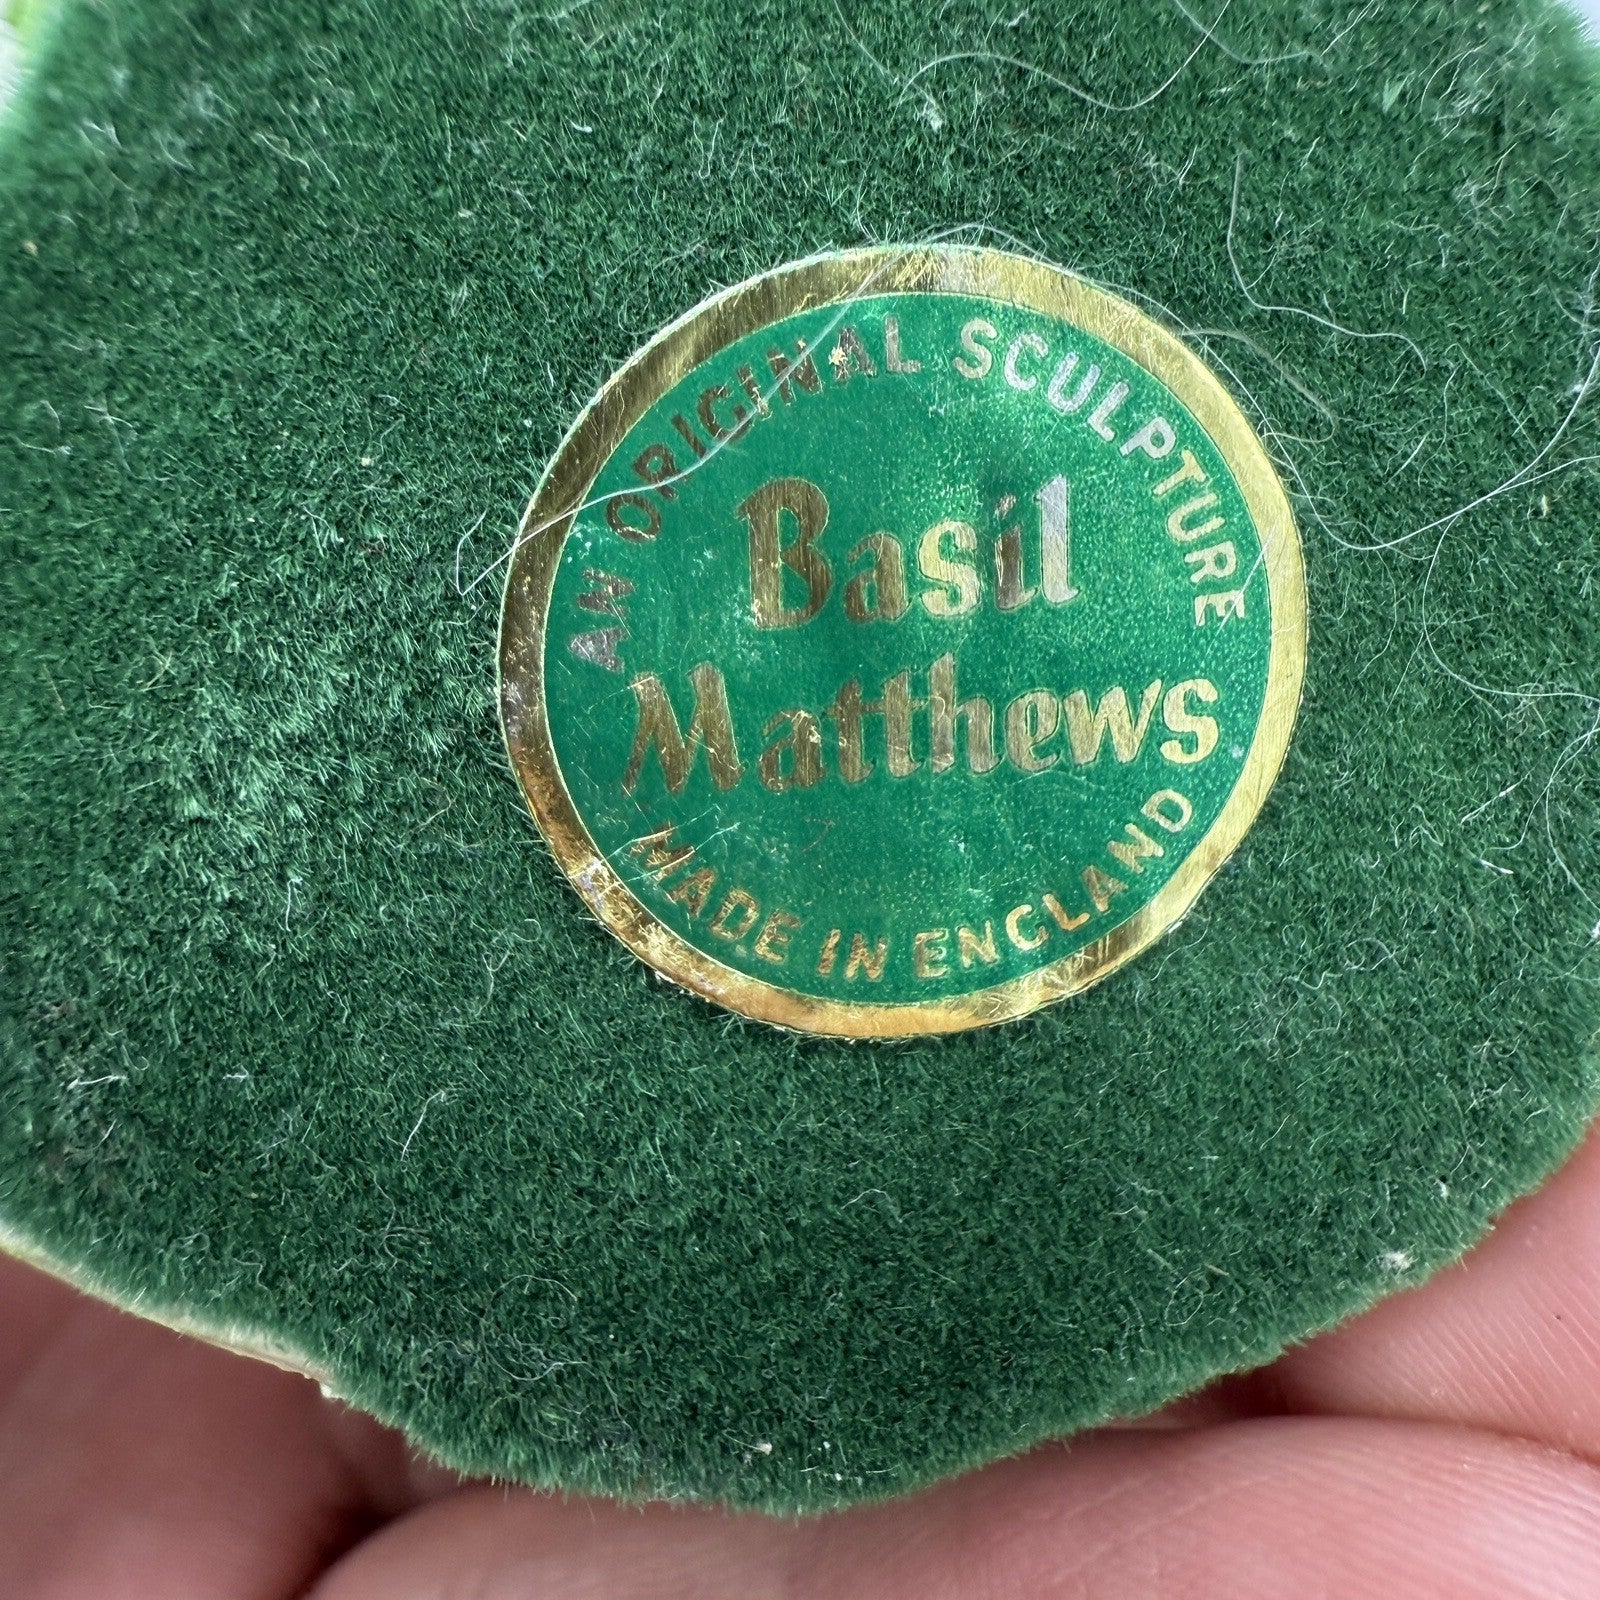 AN ORIGINAL SCULPTURE
Basil
Matthews
MADE IN ENGLAND